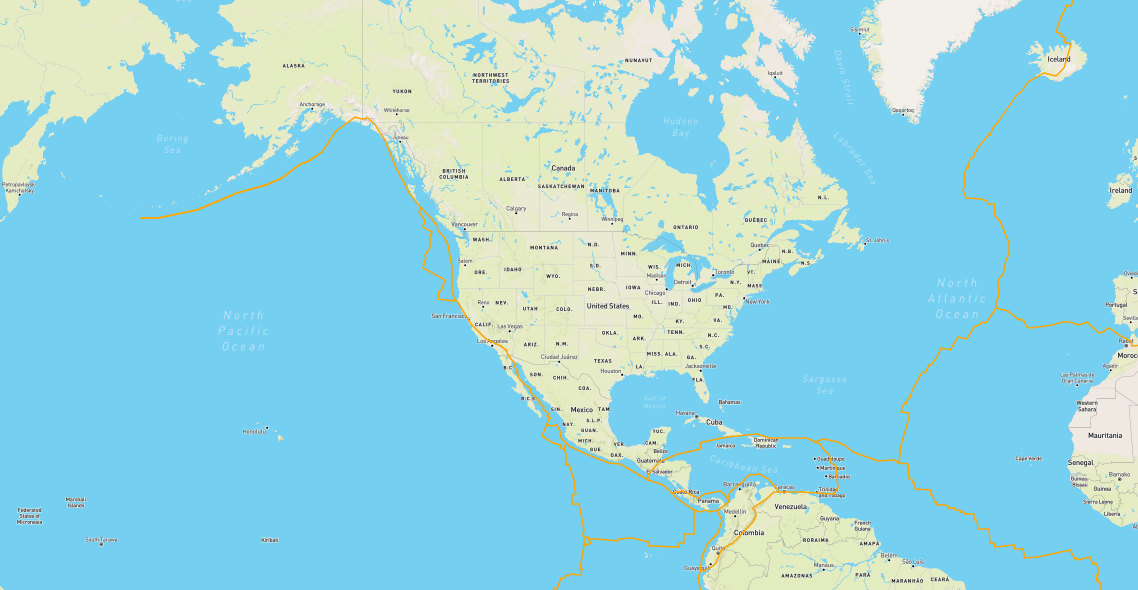 Sisimiut
Iceland
NUNAVUT
ALASKA
Iqaluit
NORTHWEST
TERRITORIES
Davis Strait
YUKON
Anchorage
Whitehorse
Qaqortoq
Hudson
Bay
Bering
Sea
Juneau
Labrador Sea
Canada
BRITISH
COLUMBIA
ALBERTA
SASKATCHEWAN
MANITOBA
Petropavlovsk
Kamchatsky
Ireland
N.L.
Calgary
Regina
Winnipeg
QUÉBEC
Vancouver
ONTARIO
WASH.
St. John's
MONTANA
N.D.
Québec
N.B.
MINN.
MAINE
N.S.
Salem
S.D.
WIS.
MICH.
Toronto
VT.
ORE.
IDAHO
WYO.
Madison
Detroit
N.Y.
MASS
NEBR.
IOWA
Chicago
PA.
North
Atlantic
Ocean
Reno
NEV.
UTAH
COLO.
United States
ILL.
IND.
OHIO
MD.
New York
Portugal
North
Pacific
Ocean
San Francisco
CALIF
Las Vegas
MO.
KY.
VA.
Sevilla
OKLA.
ARK.
TENN.
N.C.
Los Angeles
ARIZ.
N.M.
S.C.
Rabat
Ciudad Juárez
TEXAS
MISS.
ALA.
GA.
Morocco
B.C.
SON.
CHIH.
Houston
LA.
Jacksonville
Agadir
COA.
FLA.
Sargasso
Sea
Las Palmas de
Gran Canaria
B.C.S.
Gulf of
Mexico
Bahamas
Western
Sahara
SIN.
Mexico
TAM
Havana
Cuba
NAY.
S.L.P.
Honolulu
GUAN.
YUC.
MICH.
VER.
CAM.
Jamaica
Dominican
Republic
Mauritania
GUE.
OAX.
Belize
Guatemala
Caribbean Sea
Guadeloupe
Cape Verde
Senegal
El Salvador
Martinique
Barbados
Bamako
Guinea
Bissau
Barranquilla
Caracas
Costa Rica
Trinidad
and Tobago
Guinea
Marshall
Islands
Panama
Venezuela
Sierra Leone
Federated
States of
Micronesia
Medellín
Guyana
Liberia
French
Guiana
Colombia
South Tarawa
Kiribati
RORAIMA
AMAPÁ
Quito
Belém
São Luís
Guayaquil
Manaus
AMAZONAS
PARÁ
MARANHÃO
CEARÁ